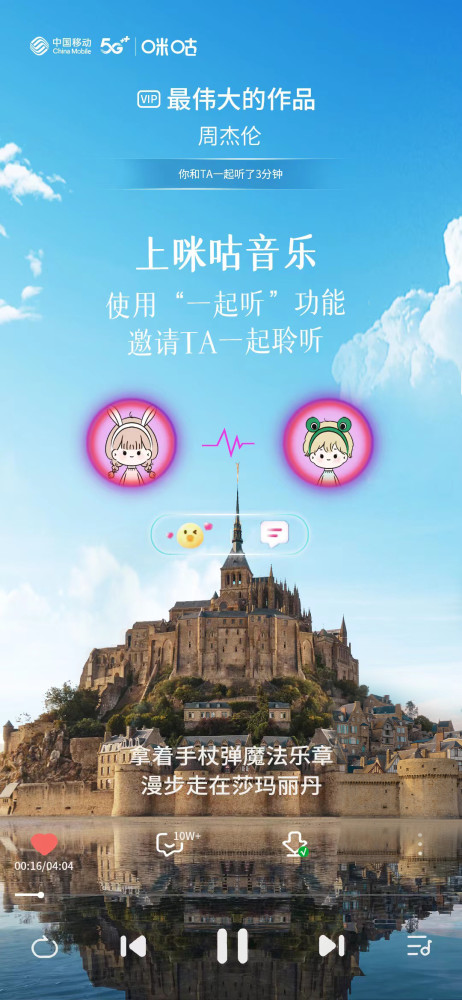 中国移动
China Mobile
5G++
咪咕
VIP 最伟大的作品
周杰伦
你和TA一起听了3分钟
上咪咕音乐
使用“一起听”功能
邀请TA一起聆听
拿着手杖弹魔法乐章
漫步走在莎玛丽丹
10W+
00:16/04:04